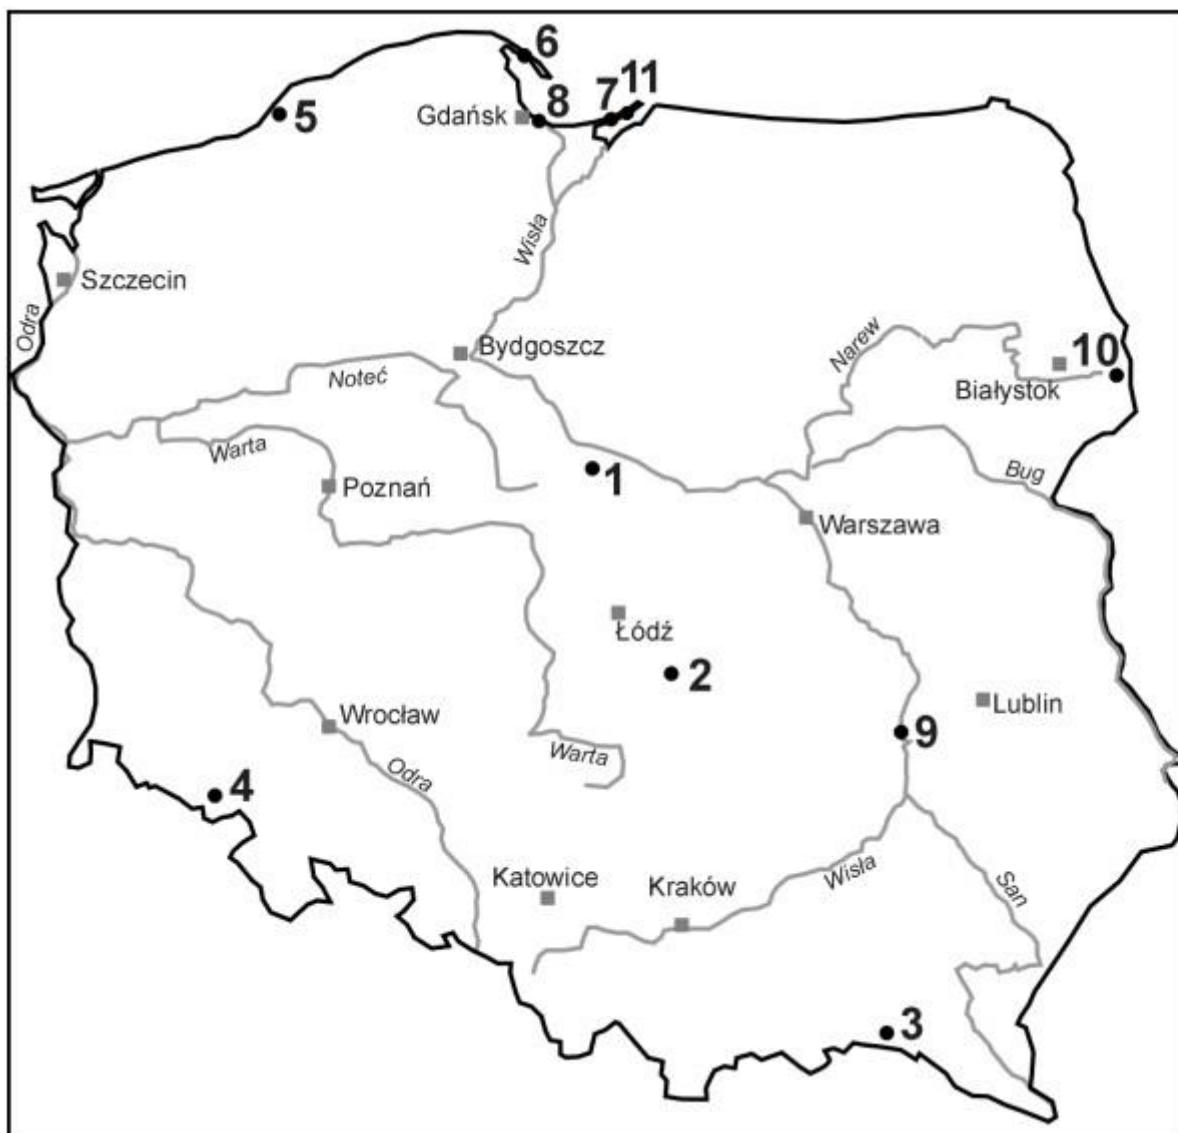 6
5
Gdańsk
8
7
11
Wisła
Szczecin
Odra
Bydgoszcz
Noteć
Narew
10
Białystok
Warta
Poznań
1
Bug
Warszawa
Łódź
2
Wrocław
Lublin
9
Warta
Odra
4
Katowice
Kraków
Wisła
San
3